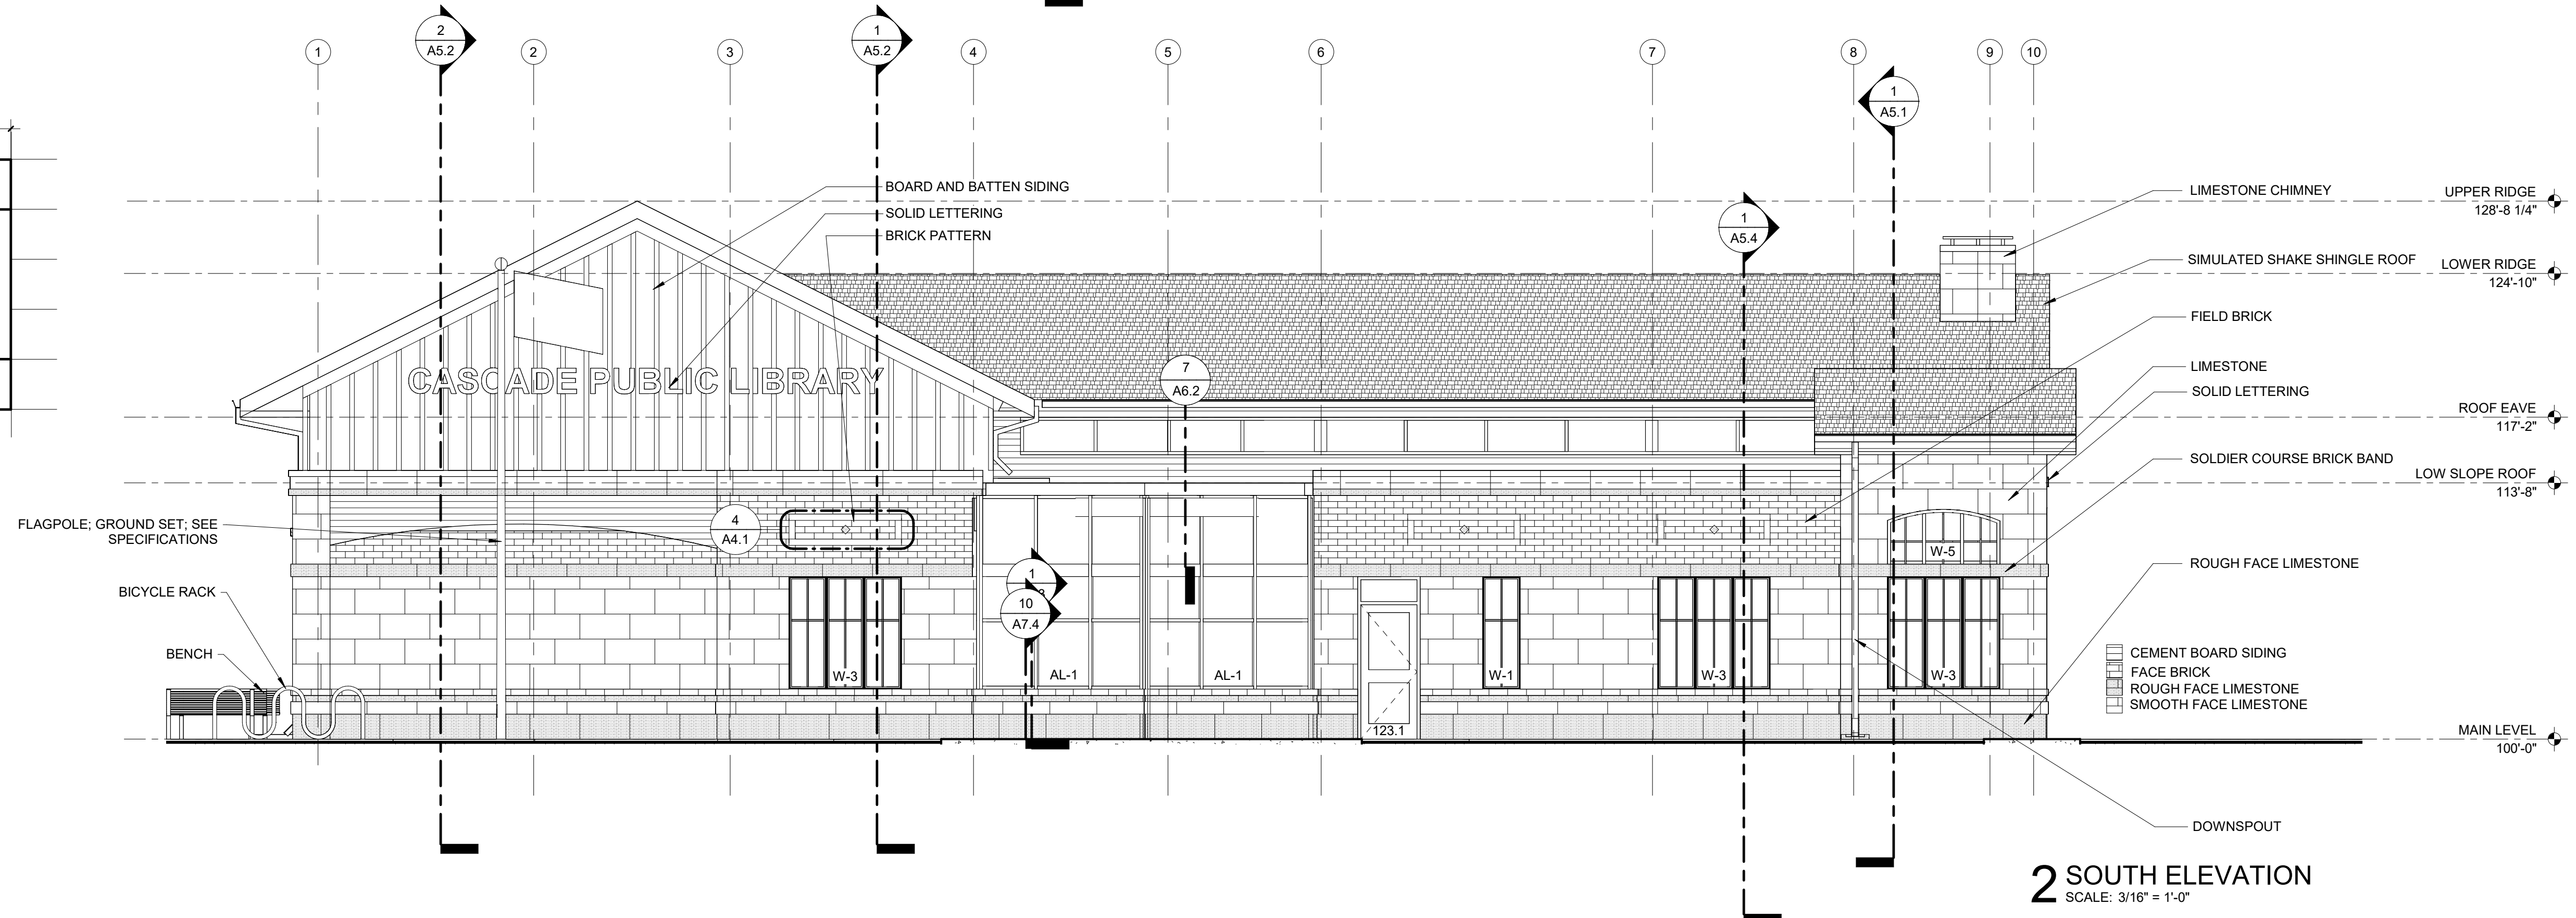 1
2
A5.2
2
3
1
A5.2
4
5
6
7
8
1
A5.1
9
10
BOARD AND BATTEN SIDING
SOLID LETTERING
BRICK PATTERN
1
A5.4
LIMESTONE CHIMNEY
UPPER RIDGE
128'-8 1/4"
SIMULATED SHAKE SHINGLE ROOF
LOWER RIDGE
124'-10"
FIELD BRICK
CASCADE PUBLIC LIBRARY
7
A6.2
LIMESTONE
SOLID LETTERING
ROOF EAVE
117'-2"
SOLDIER COURSE BRICK BAND
LOW SLOPE ROOF
113'-8"
FLAGPOLE; GROUND SET; SEE
SPECIFICATIONS
4
A4.1
W-5
ROUGH FACE LIMESTONE
BICYCLE RACK
1
10
A7.4
BENCH
W-3
AL-1
AL-1
W-1
W-3
W-3
CEMENT BOARD SIDING
FACE BRICK
ROUGH FACE LIMESTONE
SMOOTH FACE LIMESTONE
123.1
MAIN LEVEL
100'-0"
DOWNSPOUT
2 SOUTH ELEVATION
SCALE: 3/16" = 1'-0"